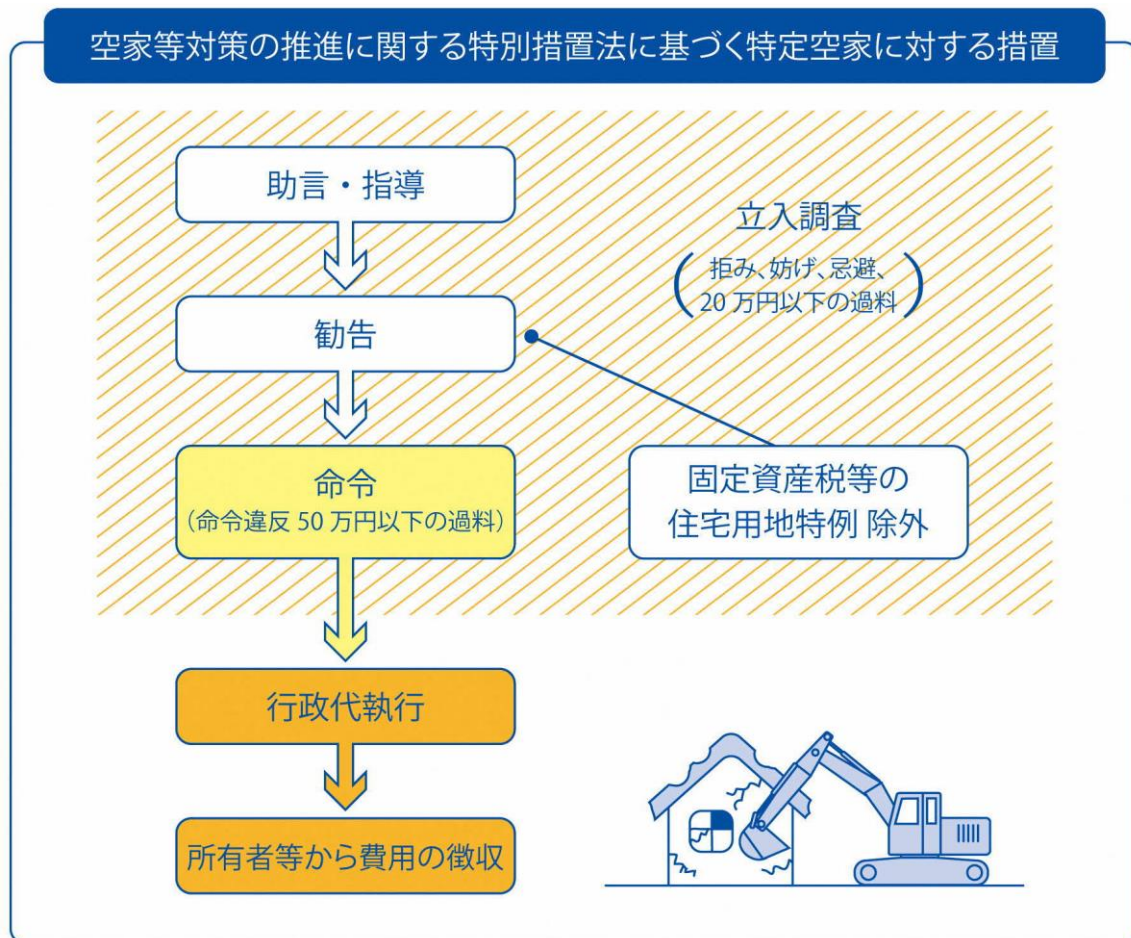 空家等対策の推進に関する特別措置法に基づく特定空家に対する措置
助言・指導
立入調査
(拒み、妨げ、忌避、
20万円以下の過料)
勧告
命令
(命令違反50万円以下の過料)
固定資産税等の
住宅用地特例 除外
行政代執行
所有者等から費用の徴収